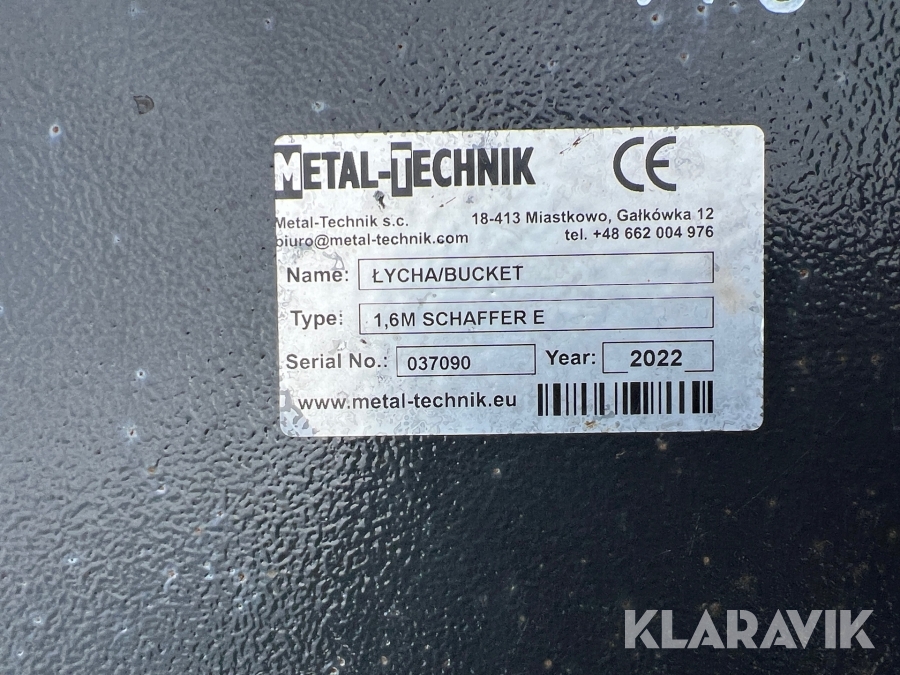 METAL-TECHNIK CE
Metal-Technik s.c. 18-413 Miastkowo, Gałkówka 12
biuro@metal-technik.com tel. +48 662 004 976
Name: ŁYCHA/BUCKET
Type: 1,6M SCHAFFER E
Serial No.: 037090 Year: _2022_
www.metal-technik.eu
KLARAVIK